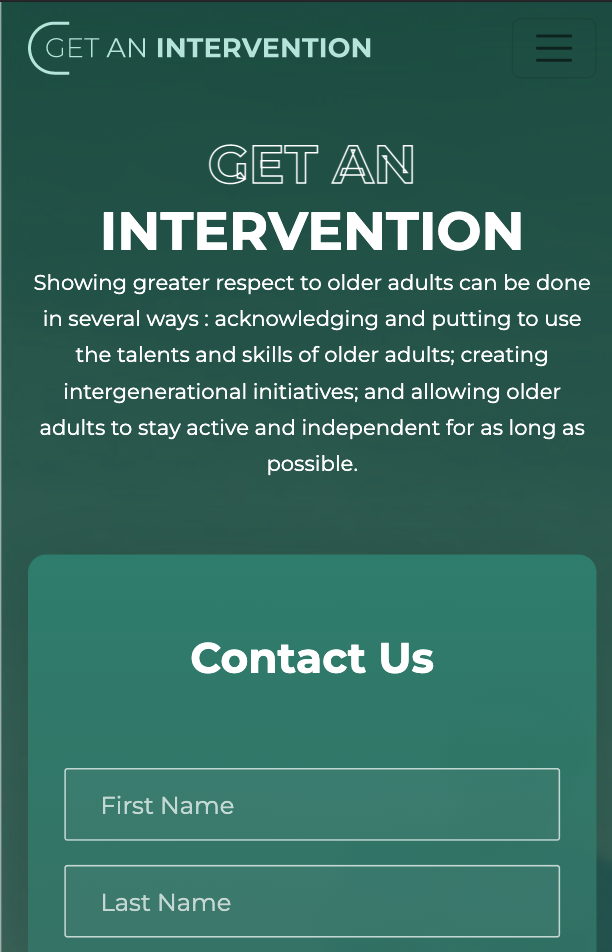 GET AN INTERVENTION
GET AN
INTERVENTION
Showing greater respect to older adults can be done
in several ways : acknowledging and putting to use
the talents and skills of older adults; creating
intergenerational initiatives; and allowing older
adults to stay active and independent for as long as
possible.
Contact Us
First Name
Last Name